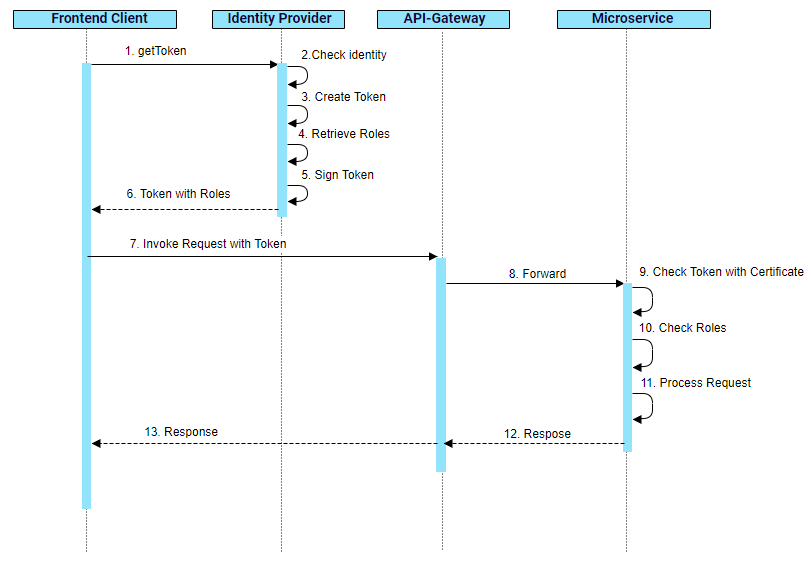 Frontend Client
Identity Provider
API-Gateway
Microservice
1. getToken
2.Check identity
3. Create Token
4. Retrieve Roles
5. Sign Token
6. Token with Roles
7. Invoke Request with Token
8. Forward
9. Check Token with Certificate
10. Check Roles
11. Process Request
12. Respose
13. Response